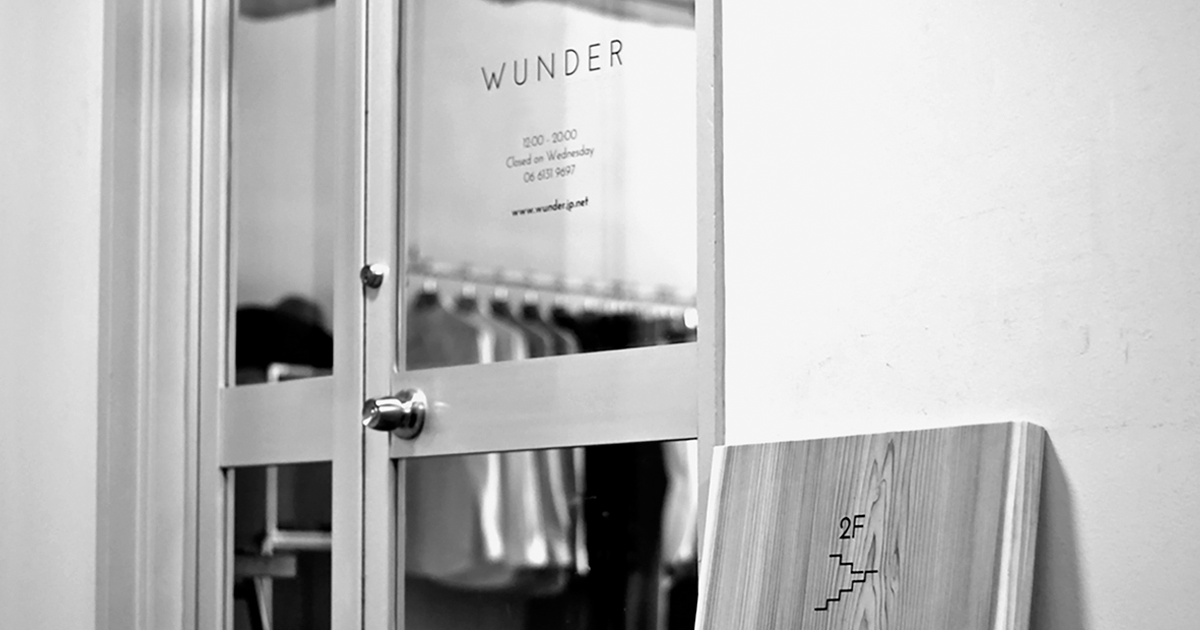 WUNDER
12:00 - 20:00
Closed on Wednesday
06 6131 9697
www.wunder.jp.net
2F